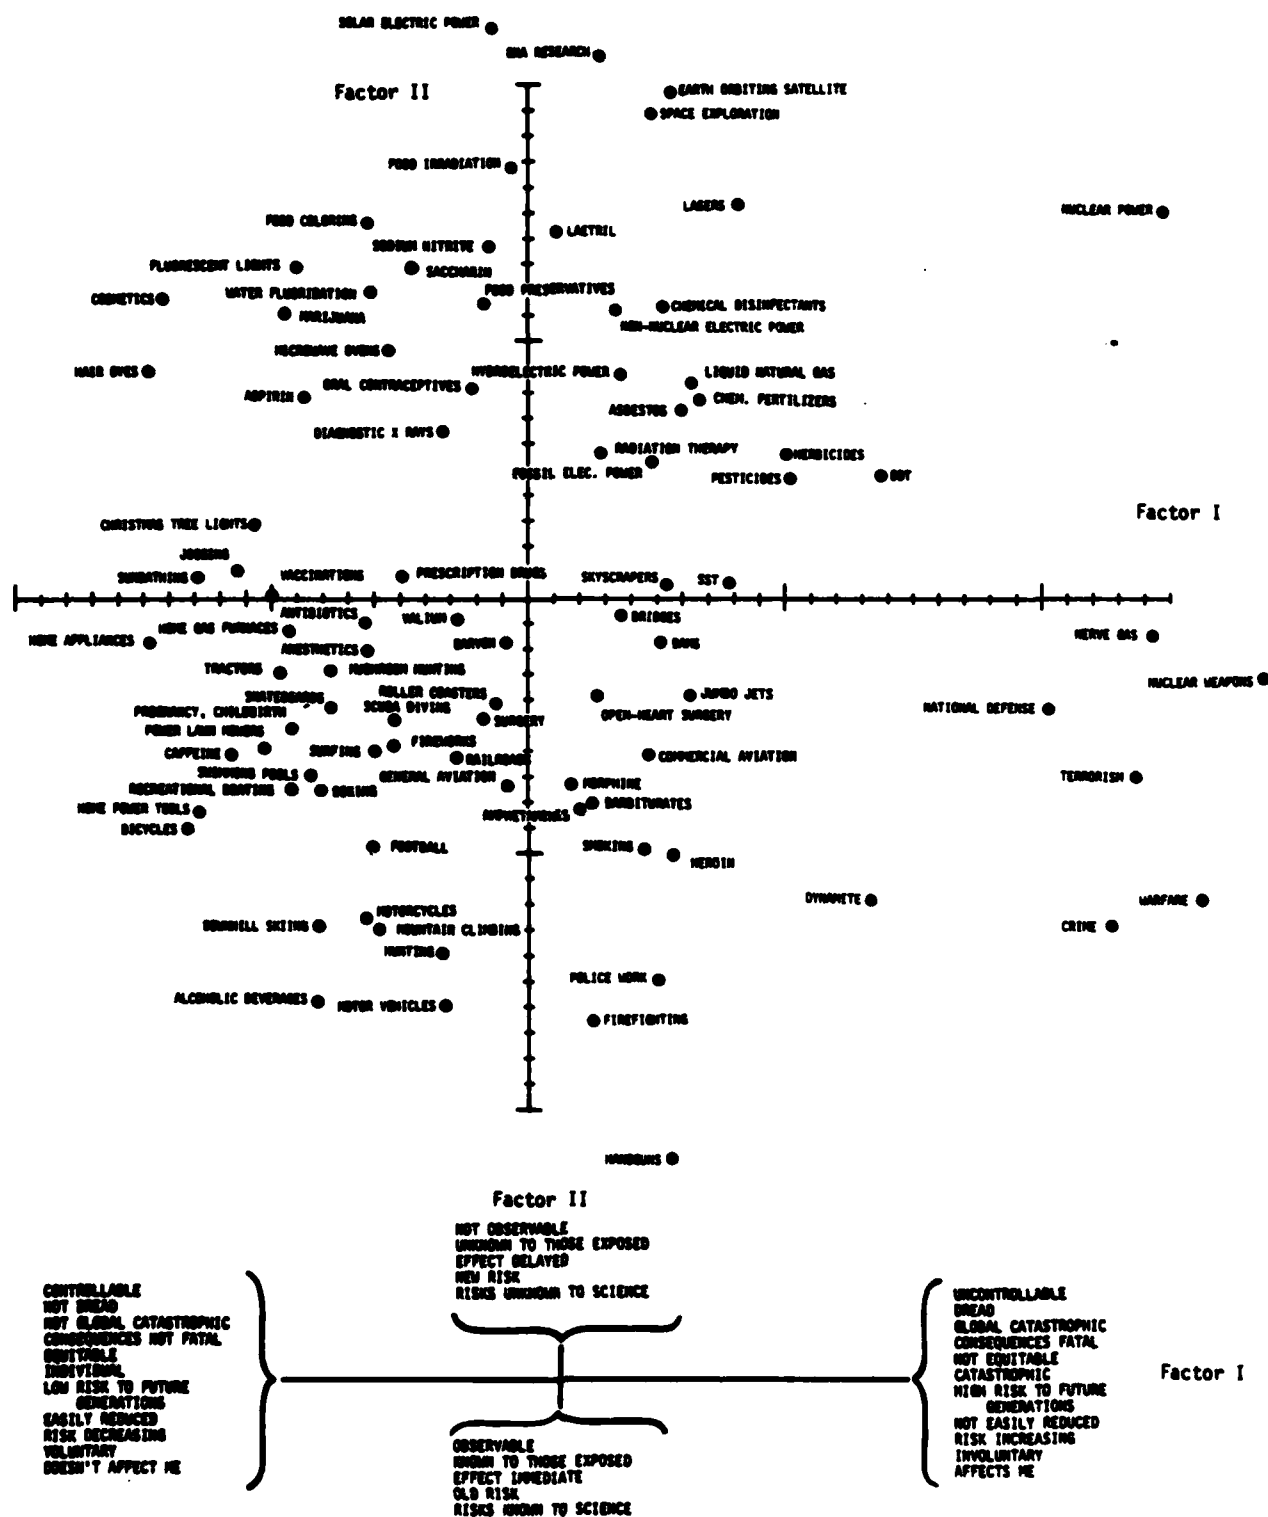 SOLAR ELECTRIC POWER
DNA RESEARCH
Factor II
EARTH ORBITING SATELLITE
SPACE EXPLORATION
FOOD IRRADIATION
LASERS
NUCLEAR POWER
FOOD COLORING
LAETRIL
SODIUM NITRITE
FLUORESCENT LIGHTS
SACCHARIN
COSMETICS
WATER FLUORIDATION
FOOD PRESERVATIVES
CHEMICAL DISINFECTANTS
MARIJUANA
NON-NUCLEAR ELECTRIC POWER
MICROWAVE OVENS
HAIR DYES
HYDROELECTRIC POWER
LIQUID NATURAL GAS
ORAL CONTRACEPTIVES
ASPIRIN
CHEM. FERTILIZERS
ASBESTOS
DIAGNOSTIC X RAYS
RADIATION THERAPY
HERBICIDES
FOSSIL ELEC. POWER
PESTICIDES
DDT
Factor I
CHRISTMAS TREE LIGHTS
JOGGING
SUNBATHING
VACCINATIONS
PRESCRIPTION DRUGS
SKYSCRAPERS
SST
ANTIBIOTICS
VALIUM
BRIDGES
HOME GAS FURNACES
HOME APPLIANCES
DARVON
DAMS
NERVE GAS
ANESTHETICS
TRACTORS
MUSHROOM HUNTING
NUCLEAR WEAPONS
SKATEBOARDS
ROLLER COASTERS
JUMBO JETS
PREGNANCY, CHILDBIRTH
SCUBA DIVING
SURGERY
OPEN-HEART SURGERY
NATIONAL DEFENSE
POWER LAWN MOWERS
FIREWORKS
CAFFEINE
SURFING
RAILROADS
COMMERCIAL AVIATION
SWIMMING POOLS
GENERAL AVIATION
TERRORISM
RECREATIONAL BOATING
BOXING
MORPHINE
HOME POWER TOOLS
BARBITURATES
AMPHETAMINES
BICYCLES
FOOTBALL
SMOKING
HEROIN
DYNAMITE
WARFARE
MOTORCYCLES
DOWNHILL SKIING
MOUNTAIN CLIMBING
CRIME
HUNTING
POLICE WORK
ALCOHOLIC BEVERAGES
MOTOR VEHICLES
FIREFIGHTING
HANDGUNS
Factor II
NOT OBSERVABLE
UNKNOWN TO THOSE EXPOSED
EFFECT DELAYED
NEW RISK
RISKS UNKNOWN TO SCIENCE
CONTROLLABLE
NOT DREAD
NOT GLOBAL CATASTROPHIC
CONSEQUENCES NOT FATAL
EQUITABLE
INDIVIDUAL
LOW RISK TO FUTURE
GENERATIONS
EASILY REDUCED
RISK DECREASING
VOLUNTARY
DOESN'T AFFECT ME
UNCONTROLLABLE
DREAD
GLOBAL CATASTROPHIC
CONSEQUENCES FATAL
NOT EQUITABLE
CATASTROPHIC
HIGH RISK TO FUTURE
GENERATIONS
NOT EASILY REDUCED
RISK INCREASING
INVOLUNTARY
AFFECTS ME
Factor I
OBSERVABLE
KNOWN TO THOSE EXPOSED
EFFECT IMMEDIATE
OLD RISK
RISKS KNOWN TO SCIENCE